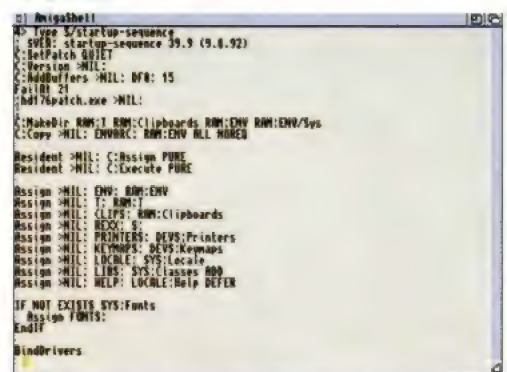 AmigaShell
4> Type S/startup-sequence
; $VER: startup-sequence 39.9 (9.6.92)
C:SetPatch QUIET
C:Version >NIL:
C:AddBuffers >NIL: DF0: 15
FailAt 21
:hd176patch.exe >NIL:
C:MakeDir RAM:T RAM:Clipboards RAM:ENV RAM:ENV/Sys
C:Copy >NIL: ENVARC: RAM:ENV ALL NOREQ
Resident >NIL: C:Assign PURE
Resident >NIL: C:Execute PURE
Assign >NIL: ENV: RAM:ENV
Assign >NIL: T: RAM:T
Assign >NIL: CLIPS: RAM:Clipboards
Assign >NIL: REXX: S:
Assign >NIL: PRINTERS: DEVS:Printers
Assign >NIL: KEYMAPS: DEVS:Keymaps
Assign >NIL: LOCALE: SYS:Locale
Assign >NIL: LIBS: SYS:Classes ADD
Assign >NIL: HELP: LOCALE:Help DEFER
IF NOT EXISTS SYS:Fonts
Assign FONTS:
EndIF
BindDrivers